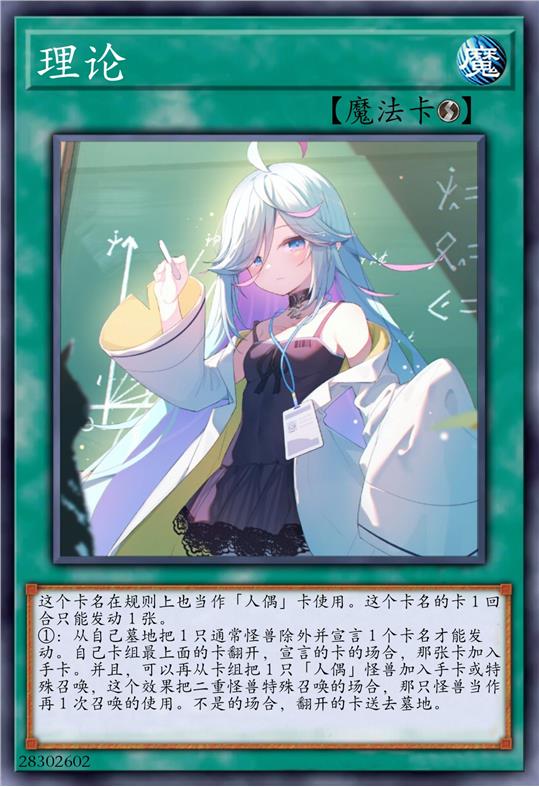 理论
魔
【魔法卡】
这个卡名在规则上也当作「人偶」卡使用。这个卡名的卡1回
合只能发动1张。
①：从自己墓地把1只通常怪兽除外并宣言1个卡名才能发
动。自己卡组最上面的卡翻开，宣言的卡的场合，那张卡加入
手卡。并且，可以再从卡组把1只「人偶」怪兽加入手卡或特
殊召唤，这个效果把二重怪兽特殊召唤的场合，那只怪兽当作
再1次召唤的使用。不是的场合，翻开的卡送去墓地。
28302602